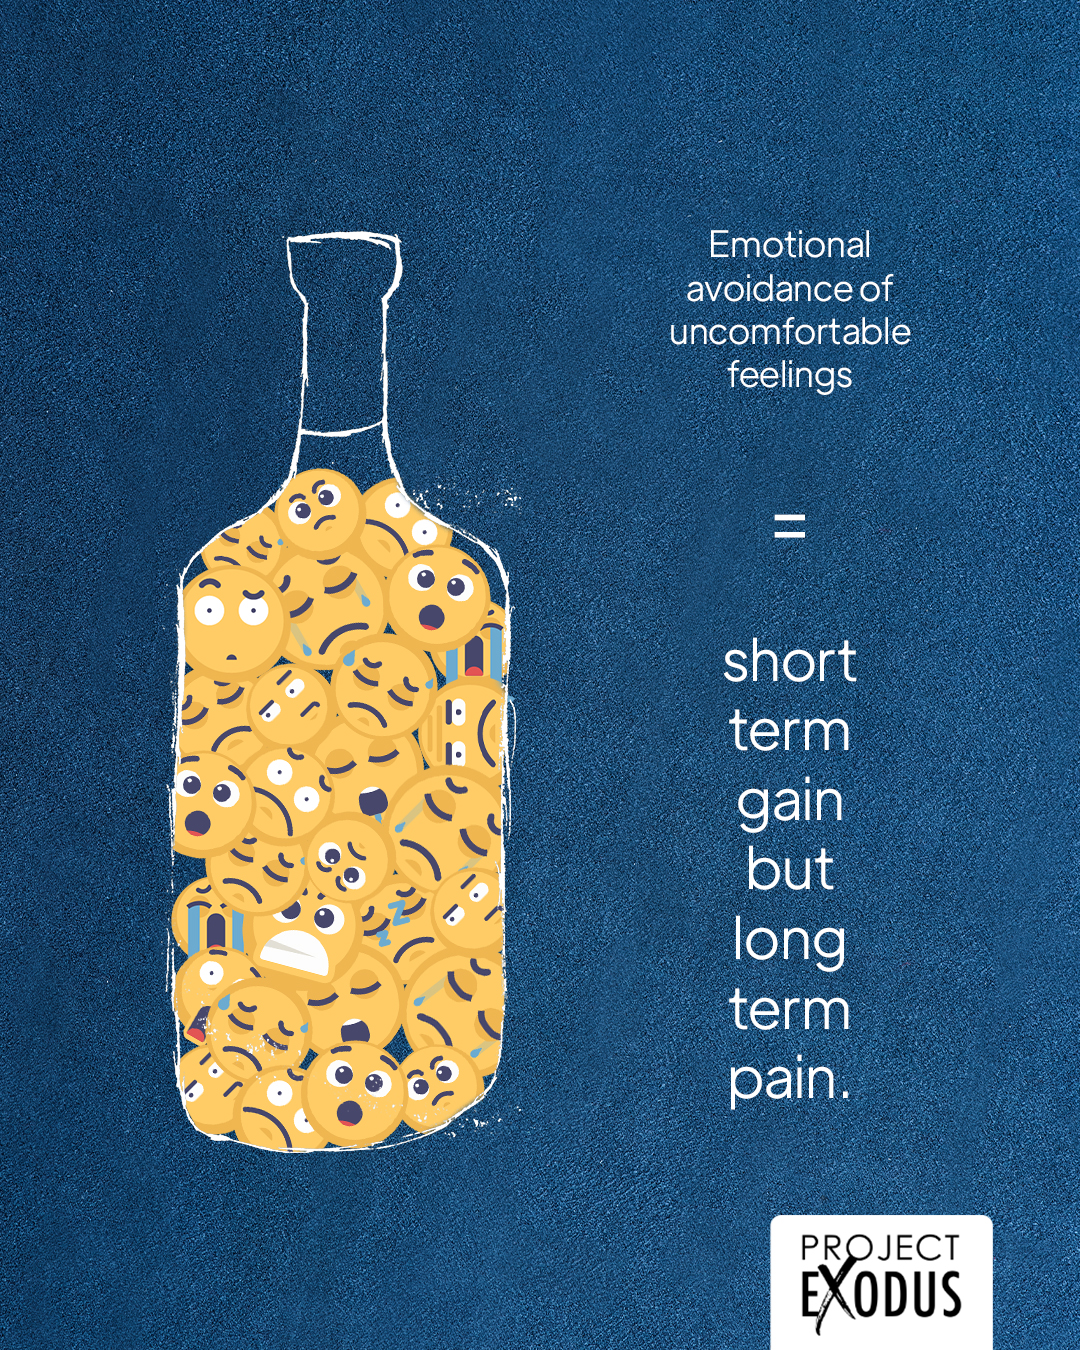 Emotional
avoidance of
uncomfortable
feelings
=
short
term
gain
but
long
term
pain.
PROJECT
EXODUS